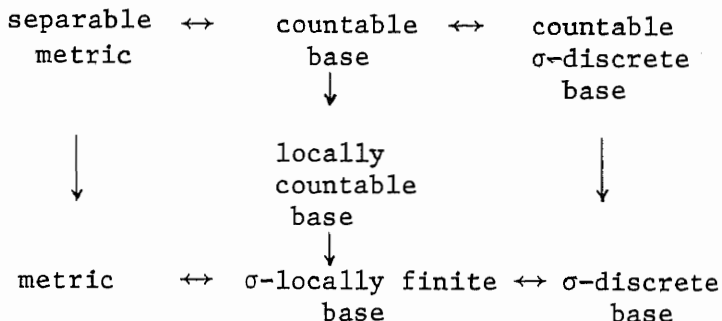 separable ↔ countable ↔ countable
metric base σ-discrete
base
locally
countable
base
metric ↔ σ-locally finite ↔ σ-discrete
base base